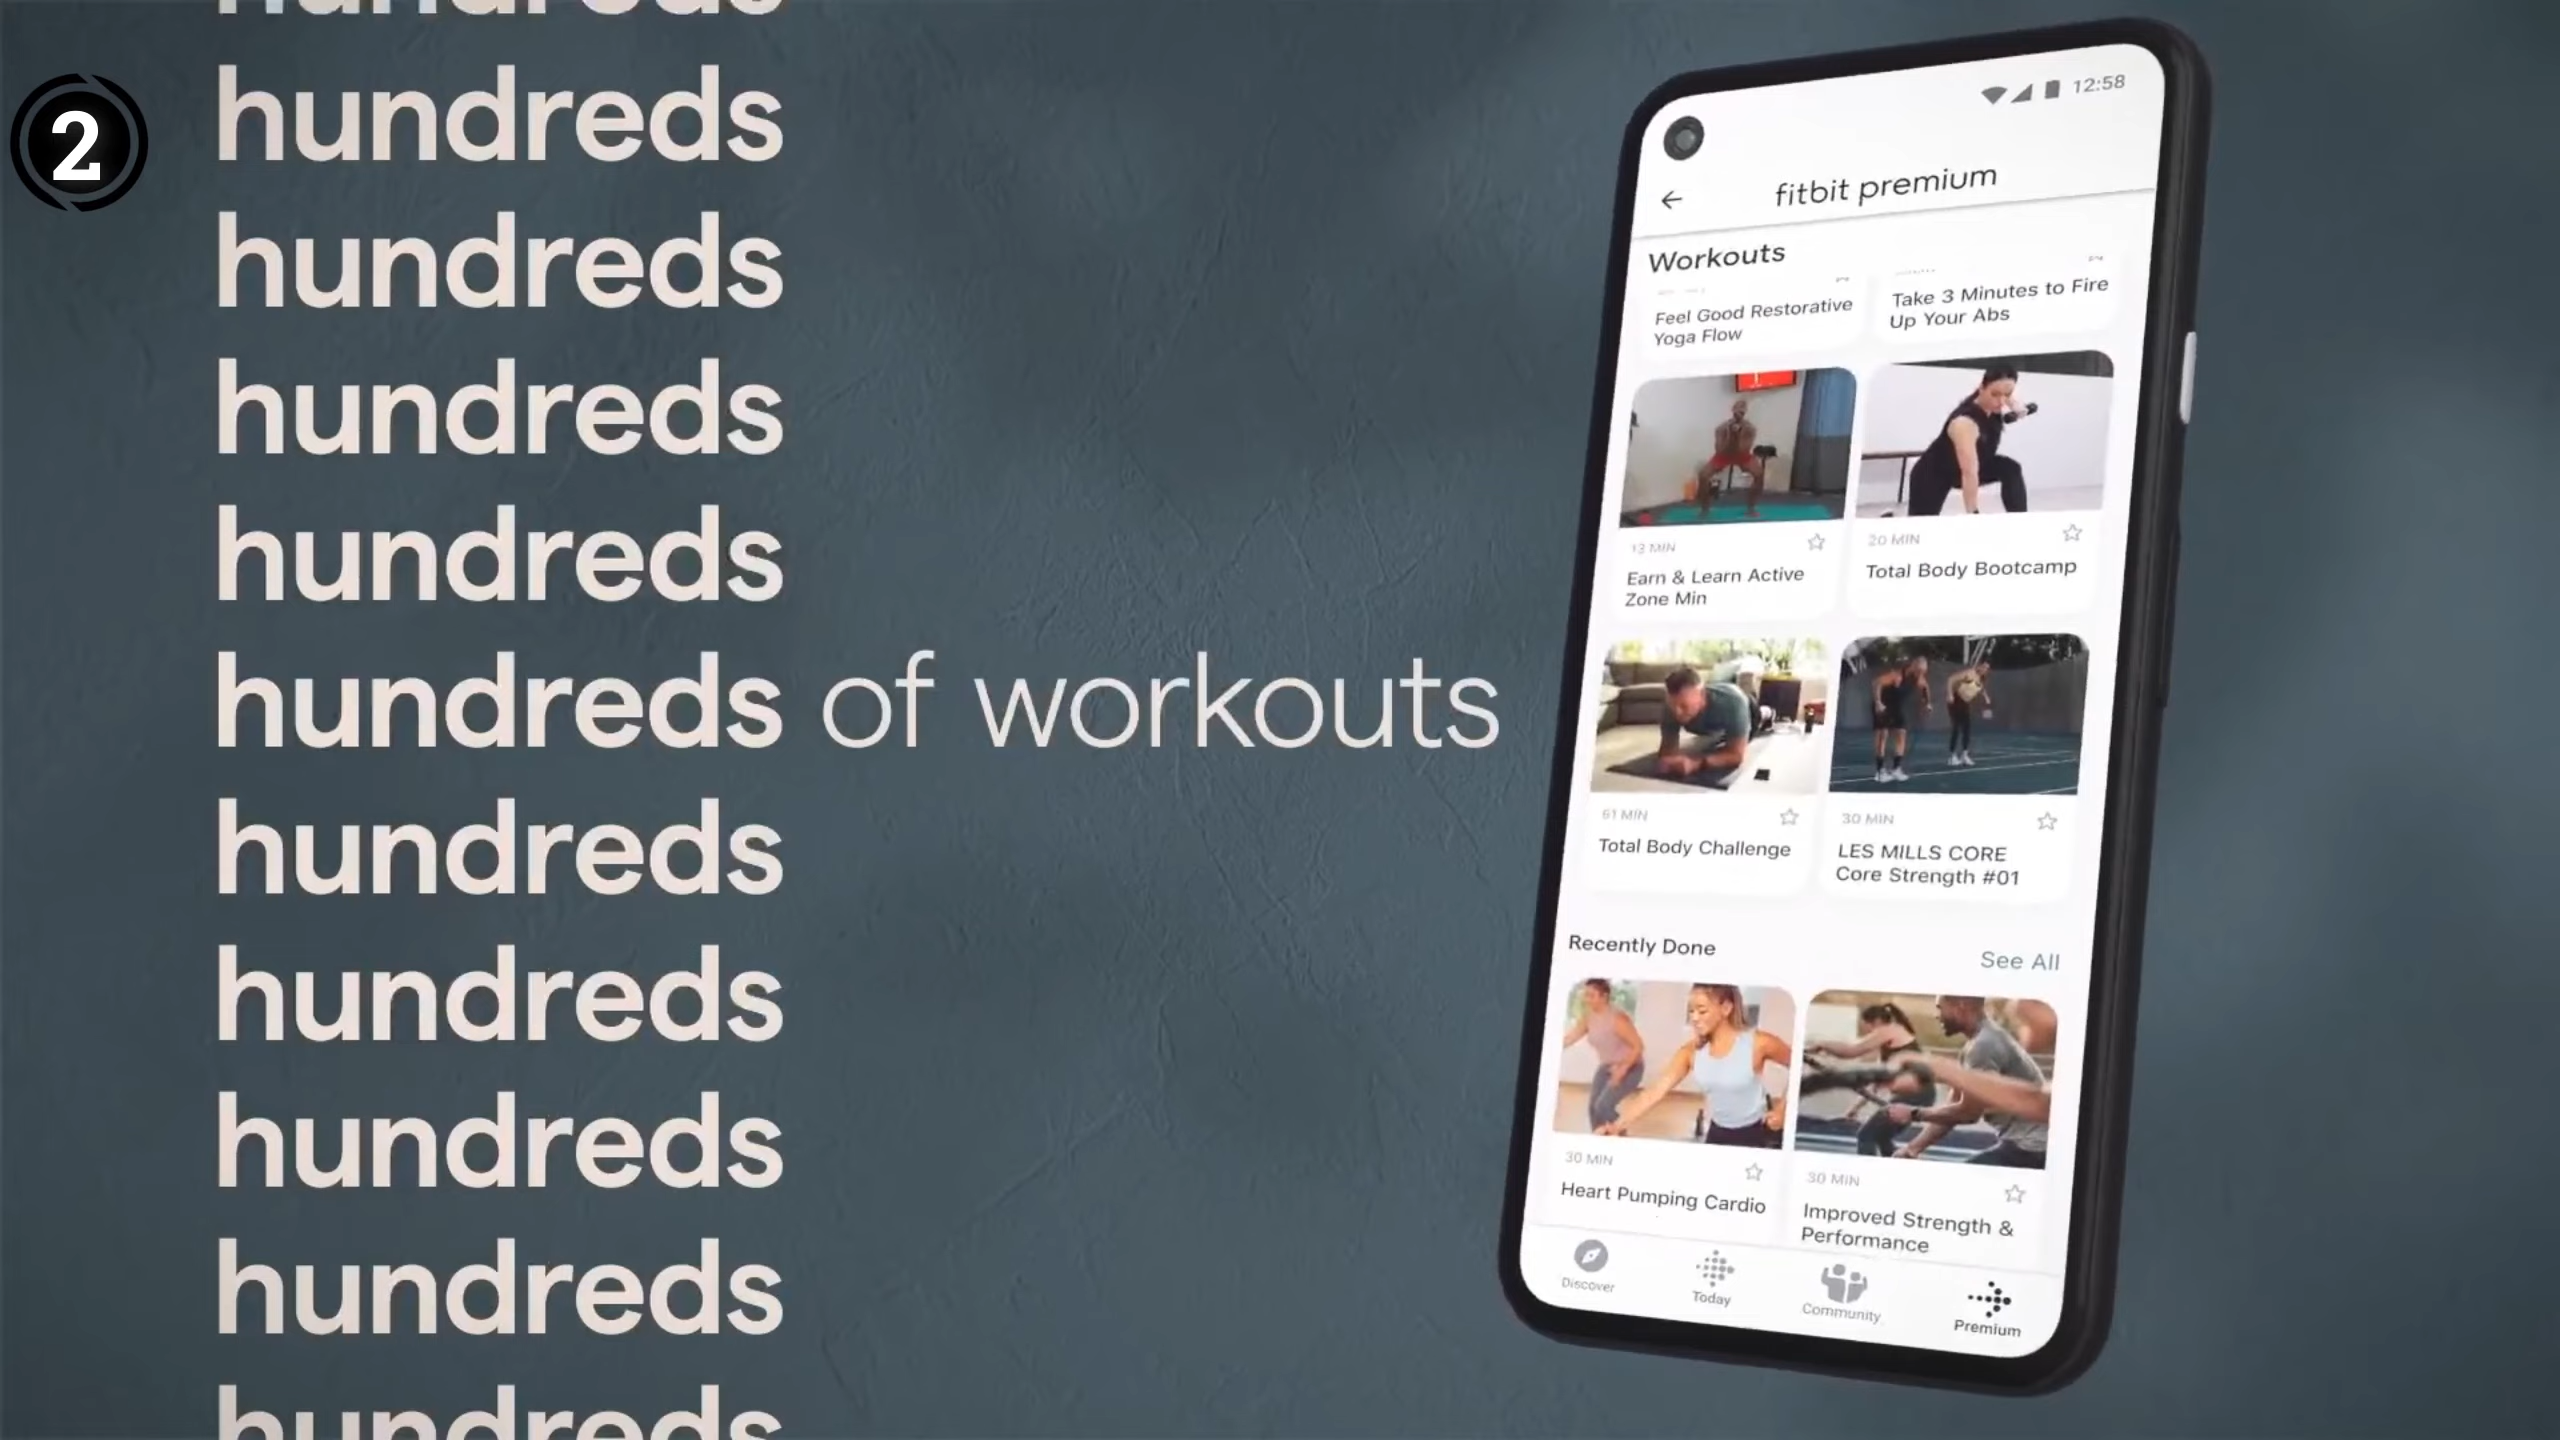 hundreds
2
hundreds
hundreds
hundreds
hundreds
hundreds of workouts
hundreds
hundreds
hundreds
hundreds
hundreds
12:58
fitbit premium
Workouts
Feel Good Restorative
Yoga Flow
Take 3 Minutes to Fire
Up Your Abs
13 MIN
Earn & Learn Active
Zone Min
20 MIN
Total Body Bootcamp
61 MIN
Total Body Challenge
30 MIN
LES MILLS CORE
Core Strength #01
Recently Done
See All
30 MIN
Heart Pumping Cardio
30 MIN
Improved Strength &
Performance
Discover
Today
Community
Premium